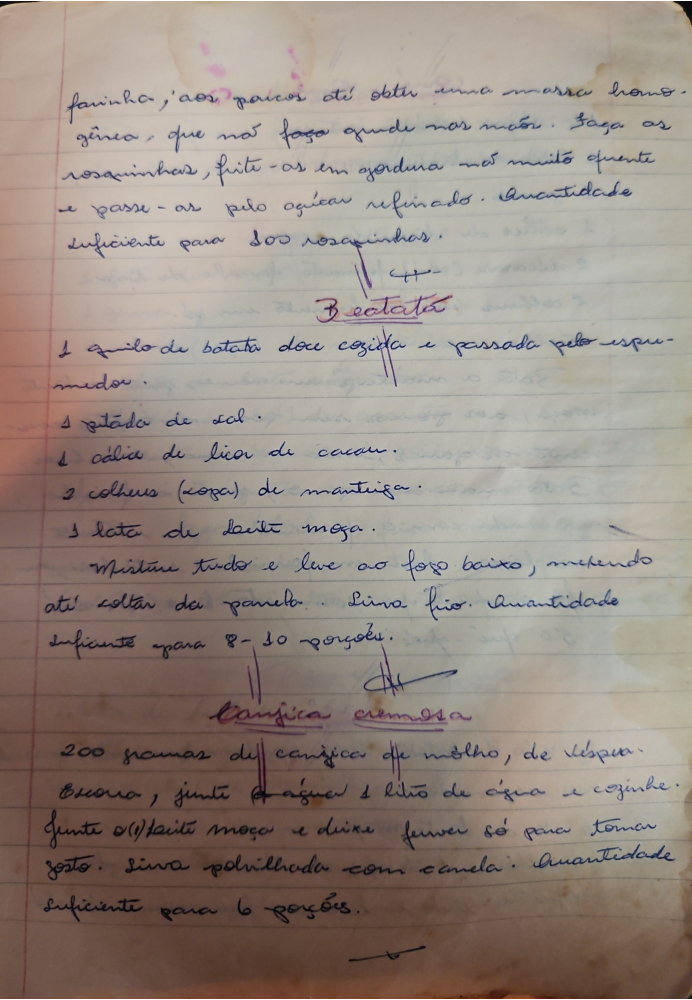 farinha, aos poucos até obter uma massa homo-
gênea, que não faça grude nas mãos. Faça as
rosquinhas, frite-as em gordura não muito quente
e passe-as pelo açúcar refinado. Quantidade
suficiente para 100 rosquinhas.
Beatatá
1 quilo de batata doce cozida e passada pelo espre-
medor.
1 pitada de sal.
1 cálice de licor de cacau.
2 colheres (sopa) de manteiga.
1 lata de Leite moça.
Misture tudo e leve ao fogo baixo, mexendo
até soltar da panela. Sirva frio. Quantidade
suficiente para 8-10 porções.
Canjica cremosa
200 gramas de canjica de môlho, de véspera.
Escorra, junte a água 1 litro de água e cozinhe.
Junte o(1) Leite moça e deixe ferver só para tomar
gosto. Sirva polvilhada com canela. Quantidade
suficiente para 6 porções.